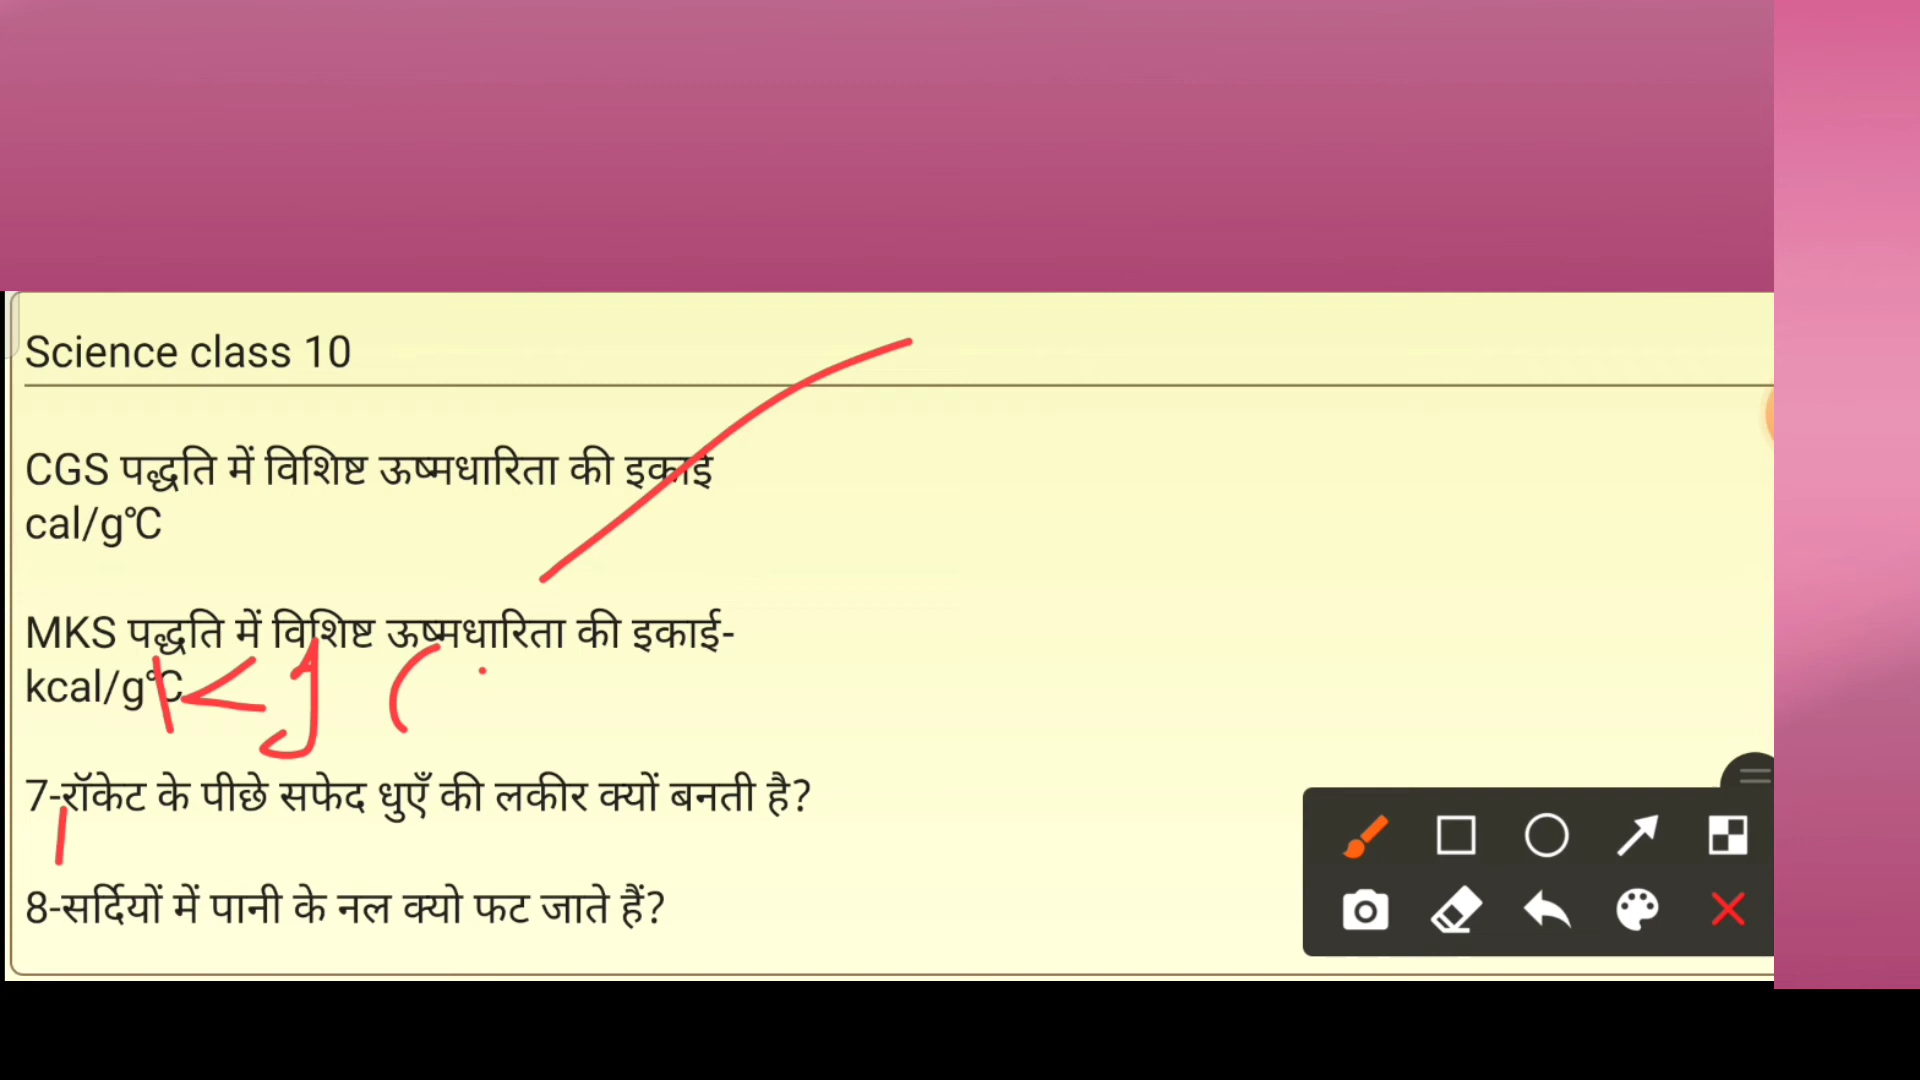 Science class 10
CGS पद्धति में विशिष्ट ऊष्मधारिता की इकाई
cal/g℃
MKS पद्धति में विशिष्ट ऊष्मधारिता की इकाई-
kcal/g℃
Kg (
7-रॉकेट के पीछे सफेद धुएँ की लकीर क्यों बनती है?
8-सर्दियों में पानी के नल क्यो फट जाते हैं?